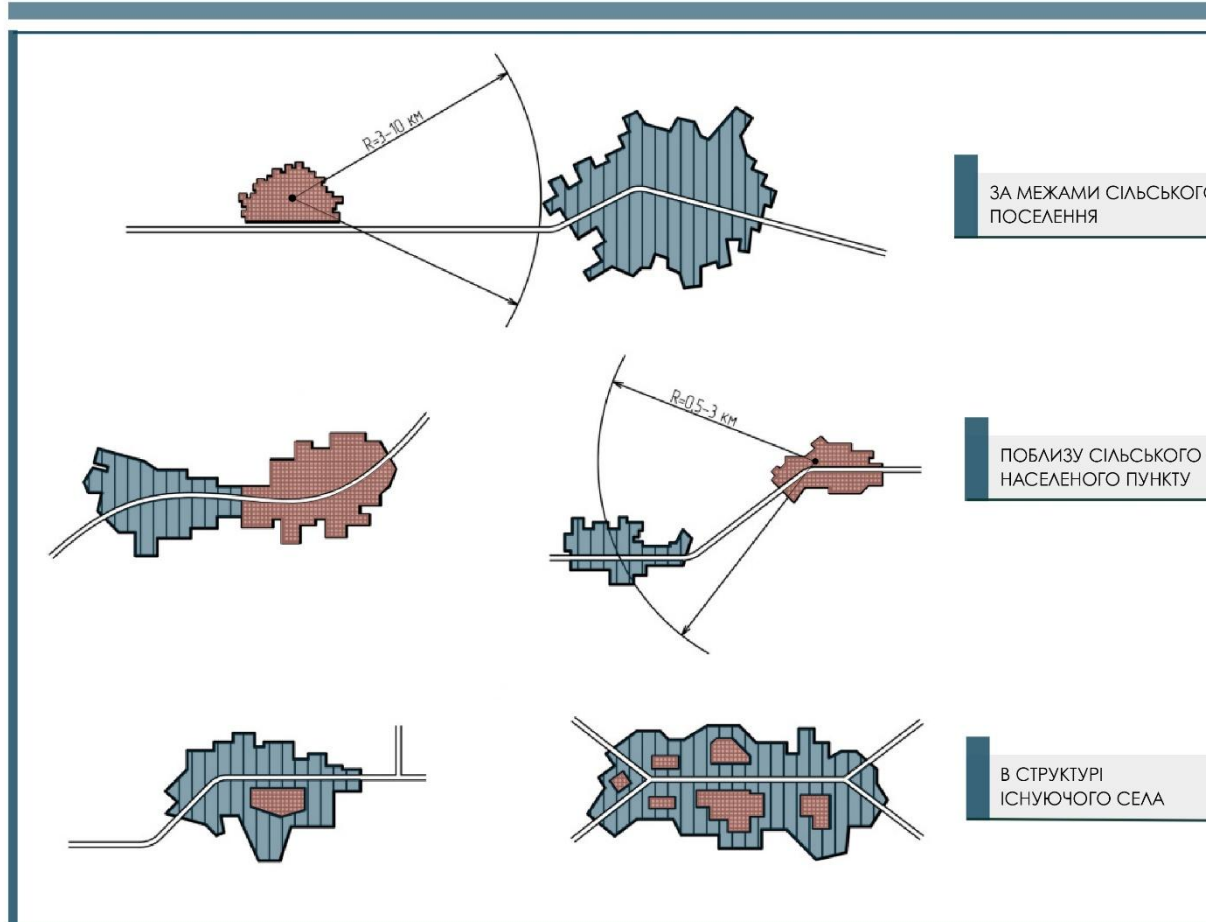 R=3-10 км
ЗА МЕЖАМИ СІЛЬСЬКОГО
ПОСЕЛЕННЯ
R=0,5-3 км
ПОБЛИЗУ СІЛЬСЬКОГО
НАСЕЛЕНОГО ПУНКТУ
В СТРУКТУРІ
ІСНУЮЧОГО СЕЛА